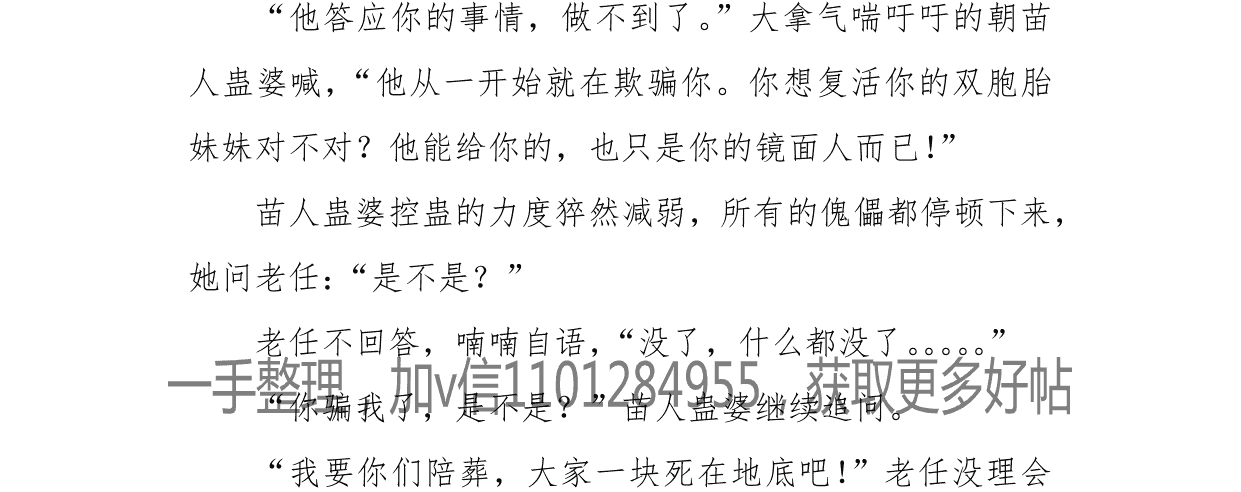 “他答应你的事情，做不到了。”大拿气喘吁吁的朝苗
人蛊婆喊，“他从一开始就在欺骗你。你想复活你的双胞胎
妹妹对不对？他能给你的，也只是你的镜面人而已！”
苗人蛊婆控蛊的力度猝然减弱，所有的傀儡都停顿下来，
她问老任：“是不是？”
老任不回答，喃喃自语，“没了，什么都没了。。。。。”
一手整理，加v信1101284955，获取更多好帖
“你骗我了，是不是？”苗人蛊婆继续追问。
“我要你们陪葬，大家一块死在地底吧！”老任没理会